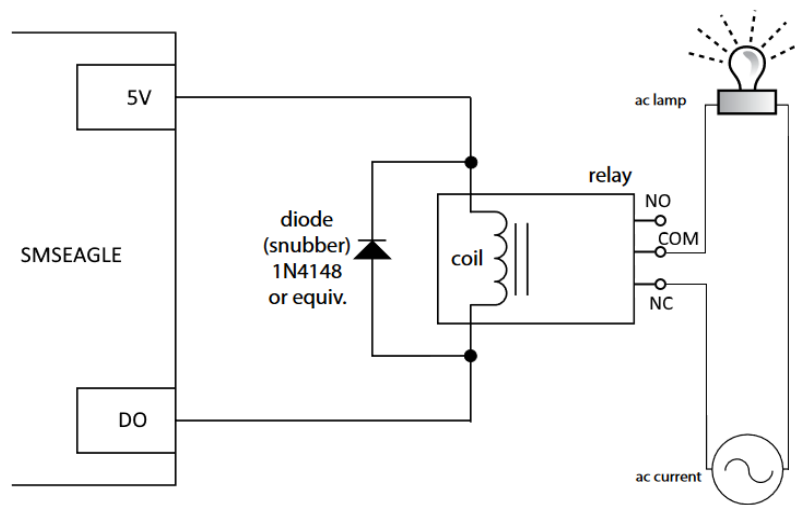 5V
SMSEAGLE
DO
diode
(snubber)
1N4148
or equiv.
coil
relay
NO
COM
NC
ac lamp
ac current